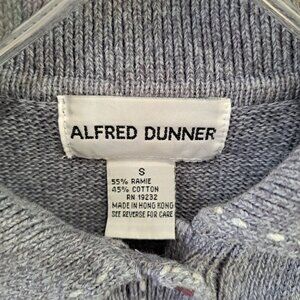 ALFRED DUNNER
S
55% RAMIE
45% COTTON
RN 19232
MADE IN HONG KONG
SEE REVERSE FOR CARE